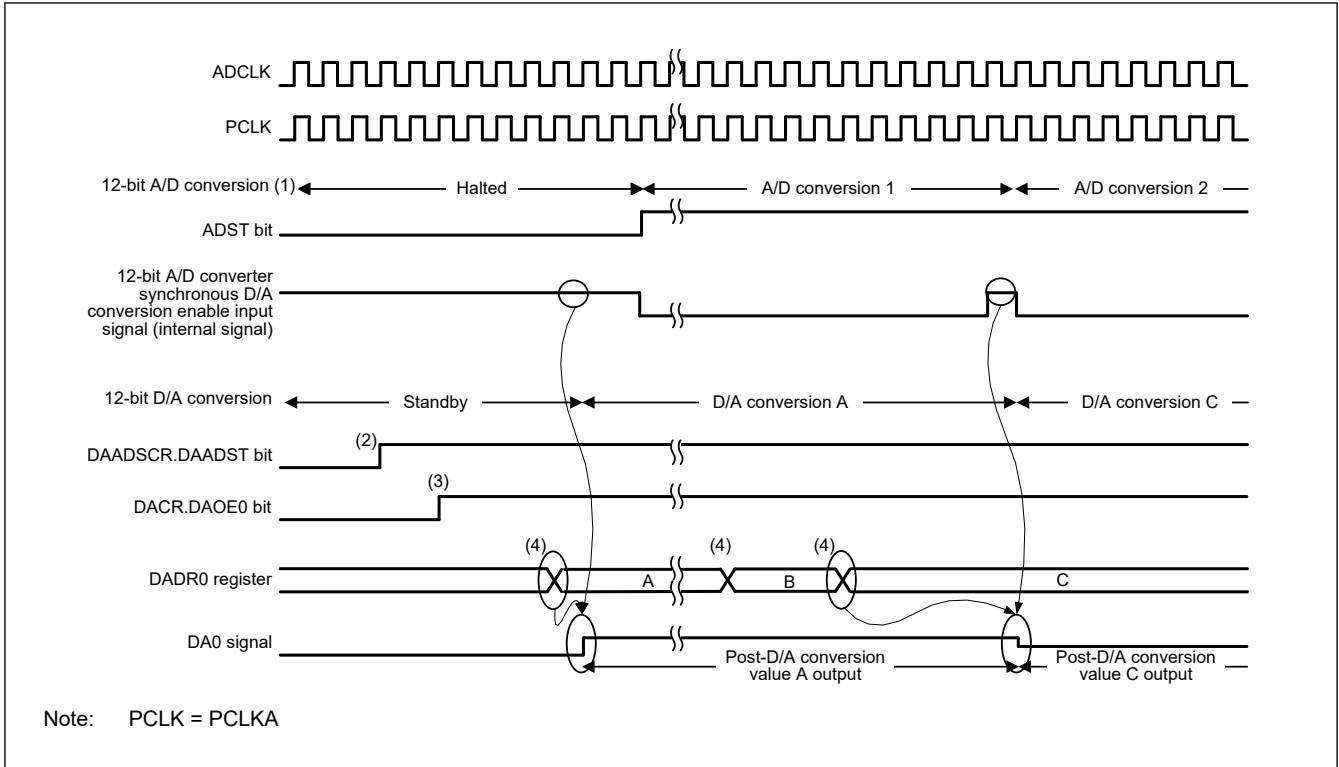 ADCLK
PCLK
12-bit A/D conversion (1) Halted A/D conversion 1 A/D conversion 2
ADST bit
12-bit A/D converter
synchronous D/A
conversion enable input
signal (internal signal)
12-bit D/A conversion Standby D/A conversion A D/A conversion C
(2)
DAADSCR.DAADST bit
(3)
DACR.DAOE0 bit
(4) (4) (4)
DADR0 register A B C
DA0 signal
Post-D/A conversion
value A output
Post-D/A conversion
value C output
Note: PCLK = PCLKA